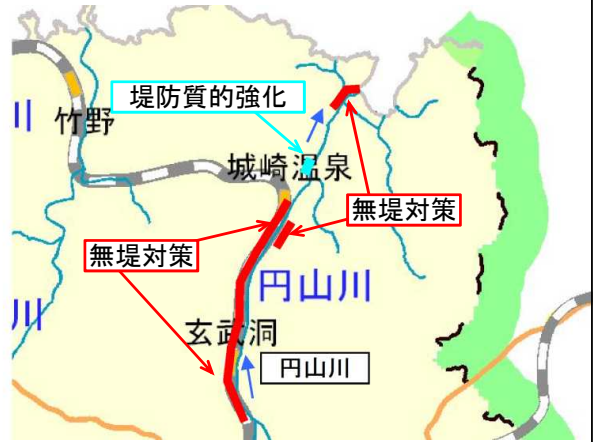 堤防質的強化
川
竹野
城崎温泉
無堤対策
無堤対策
円山川
川
玄武洞
円山川